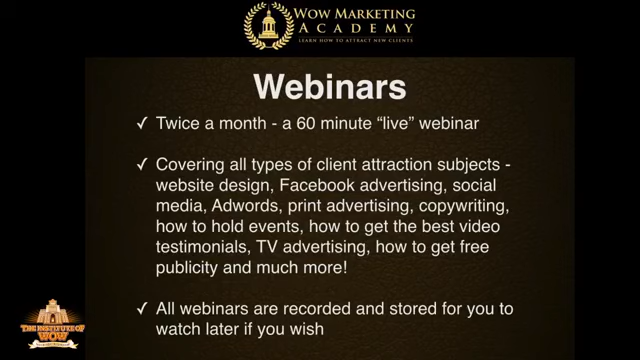 WOW MARKETING
ACADEMY
LEARN HOW TO ATTRACT NEW CLIENTS
Webinars
✓ Twice a month - a 60 minute “live” webinar
✓ Covering all types of client attraction subjects -
website design, Facebook advertising, social
media, Adwords, print advertising, copywriting,
how to hold events, how to get the best video
testimonials, TV advertising, how to get free
publicity and much more!
✓ All webinars are recorded and stored for you to
watch later if you wish
THE INSTITUTE OF
WOW